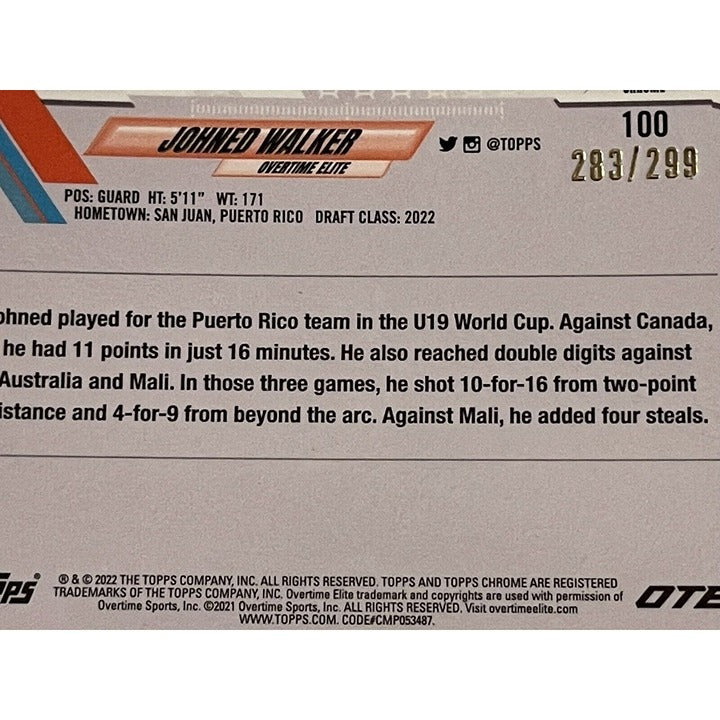 CHROME
JOHNED WALKER
OVERTIME ELITE
@TOPPS
100
283/299
POS: GUARD HT: 5'11" WT: 171
HOMETOWN: SAN JUAN, PUERTO RICO DRAFT CLASS: 2022
ohned played for the Puerto Rico team in the U19 World Cup. Against Canada,
he had 11 points in just 16 minutes. He also reached double digits against
Australia and Mali. In those three games, he shot 10-for-16 from two-point
istance and 4-for-9 from beyond the arc. Against Mali, he added four steals.
® & © 2022 THE TOPPS COMPANY, INC. ALL RIGHTS RESERVED. TOPPS AND TOPPS CHROME ARE REGISTERED
TRADEMARKS OF THE TOPPS COMPANY, INC. Overtime Elite trademark and copyrights are used with permission of
Overtime Sports, Inc. ©2021 Overtime Sports, Inc. ALL RIGHTS RESERVED. Visit overtimeelite.com
WWW.TOPPS.COM. CODE#CMP053487.
pps®
OTE